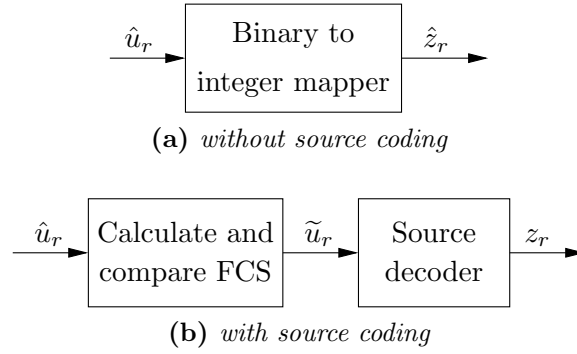 û_r Binary to integer mapper ẑ_r
(a) without source coding
û_r Calculate and compare FCS ũ_r Source decoder z_r
(b) with source coding